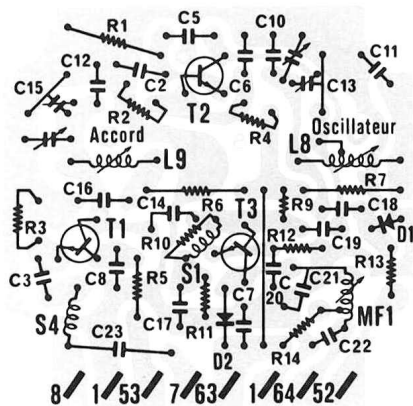 R1
C5
C10
C12
C2
C6
C11
C15
R2
T2
R4
C13
Accord
L9
L8
Oscillateur
C16
R6
R7
R3
C14
T3
R9
C18
T1
R10
R12
C19
D1
C3
C8
R5
S1
C7
C20
C21
R13
S4
C17
R11
MF1
C23
D2
R14
C22
8 1 53 7 63 1 64 52